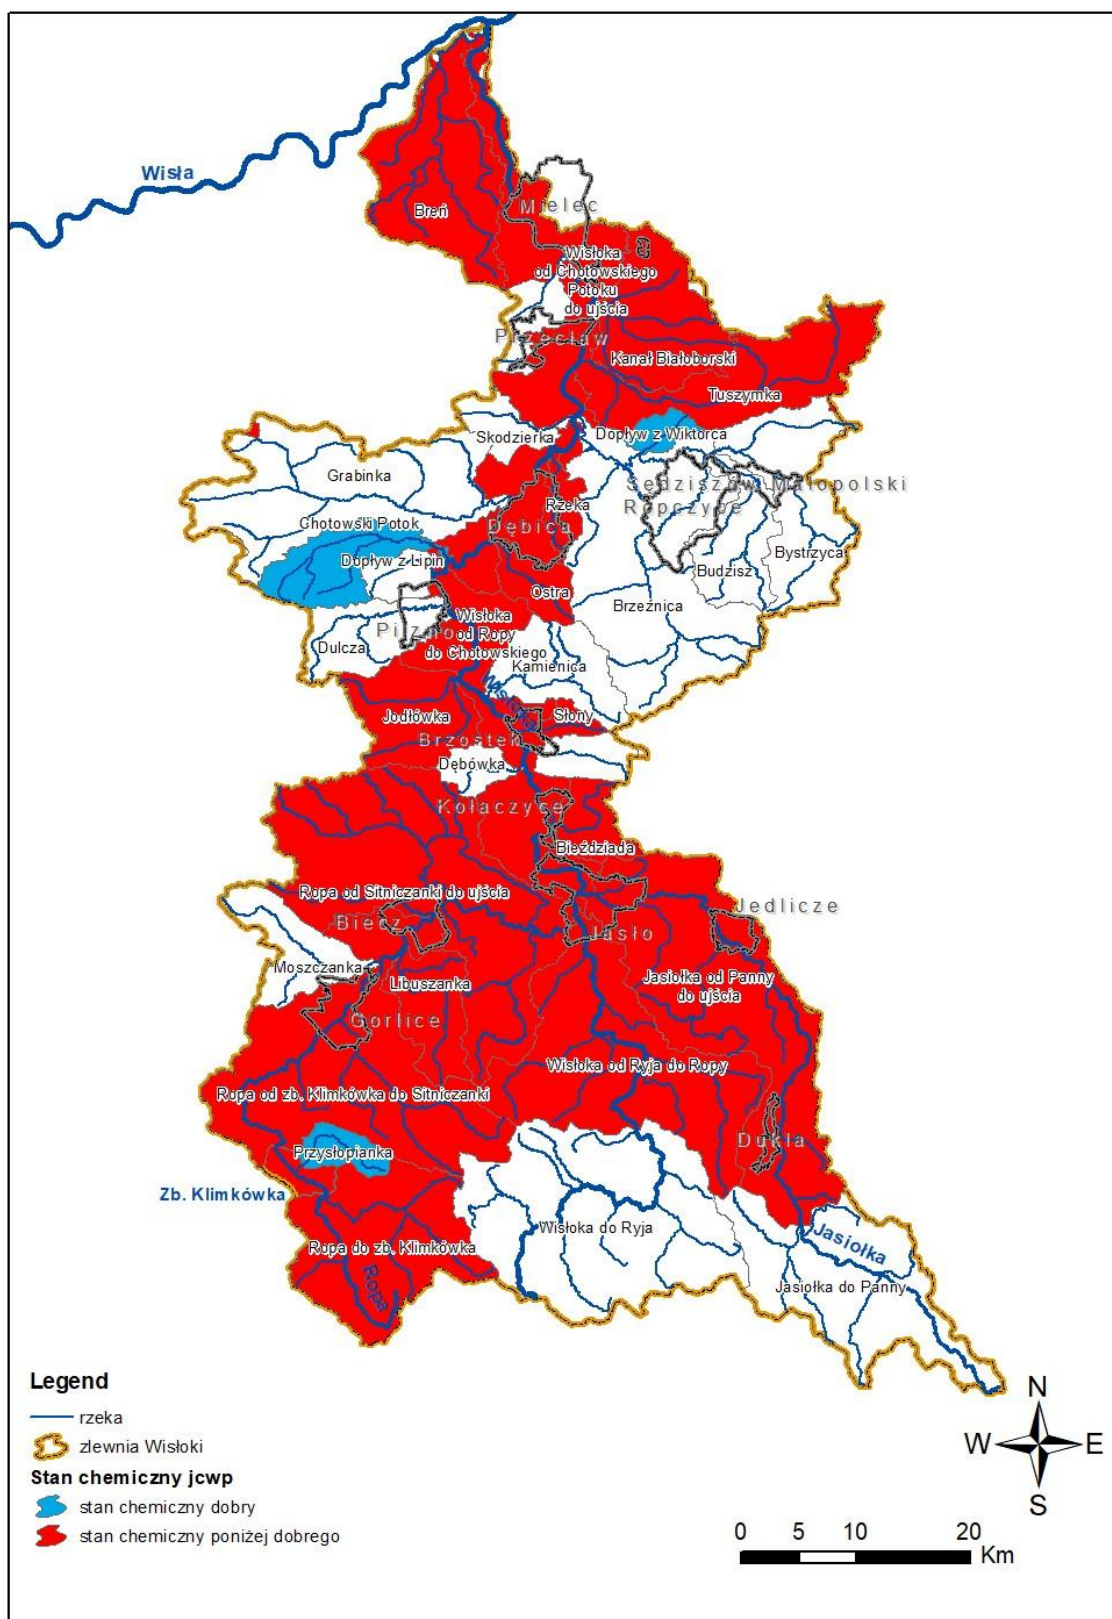 Wisła
Breń
Mielec
Wisłoka
od Chotowskiego
Potoku
do ujścia
Przecław
Kanał Białoborski
Tuszymka
Skodzierka
Dopływ z Wiktorca
Grabinka
Sędziszów Małopolski
Ropczyce
Rzeka
Chotowski Potok
Dębica
Bystrzyca
Dopływ z Lipin
Budzisz
Ostra
Brzeźnica
Wisłoka
od Ropy
do Chotowskiego
Pilzno
Dulcza
Kamienica
Wisłoka
Jodłówka
Słony
Brzostek
Dębówka
Kołaczyce
Bieździada
Ropa od Sitniczanki do ujścia
Jedlicze
Biecz
Jasło
Moszczanka
Libuszanka
Jasiołka od Panny
do ujścia
Gorlice
Wisłoka od Ryja do Ropy
Ropa od zb. Klimkówka do Sitniczanki
Dukla
Przysłopianka
Zb. Klimkówka
Wisłoka do Ryja
Jasiołka
Ropa do zb. Klimkówka
Ropa
Jasiołka do Panny
Legend
rzeka
zlewnia Wisłoki
Stan chemiczny jcwp
stan chemiczny dobry
stan chemiczny poniżej dobrego
N
W
E
S
0 5 10 20
Km